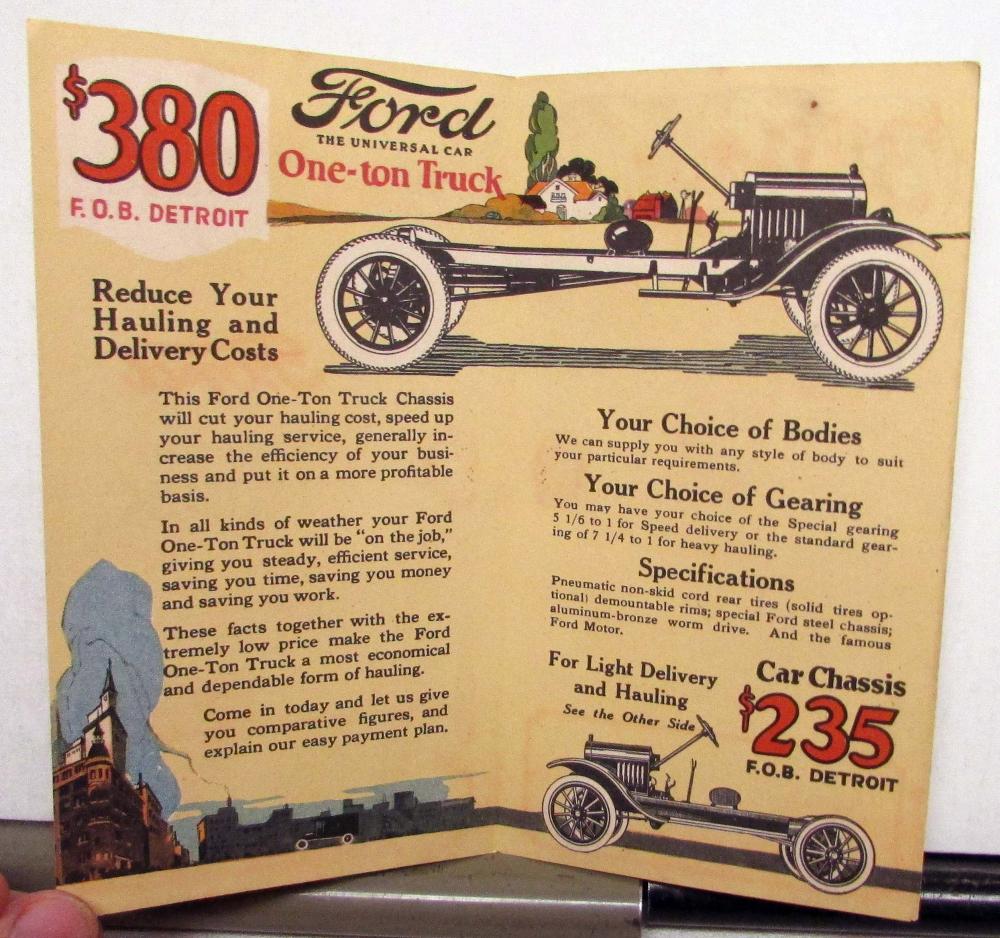 $380
F.O.B. DETROIT
Ford
THE UNIVERSAL CAR
One-ton Truck
Reduce Your
Hauling and
Delivery Costs
This Ford One-Ton Truck Chassis
will cut your hauling cost, speed up
your hauling service, generally in-
crease the efficiency of your busi-
ness and put it on a more profitable
basis.
In all kinds of weather your Ford
One-Ton Truck will be "on the job,"
giving you steady, efficient service,
saving you time, saving you money
and saving you work.
These facts together with the ex-
tremely low price make the Ford
One-Ton Truck a most economical
and dependable form of hauling.
Come in today and let us give
you comparative figures, and
explain our easy payment plan.
Your Choice of Bodies
We can supply you with any style of body to suit
your particular requirements.
Your Choice of Gearing
You may have your choice of the Special gearing
5 1/6 to 1 for Speed delivery or the standard gear-
ing of 7 1/4 to 1 for heavy hauling.
Specifications
Pneumatic non-skid cord rear tires (solid tires op-
tional) demountable rims; special Ford steel chassis;
aluminum-bronze worm drive. And the famous
Ford Motor.
For Light Delivery
and Hauling
See the Other Side
Car Chassis
$235
F.O.B. DETROIT